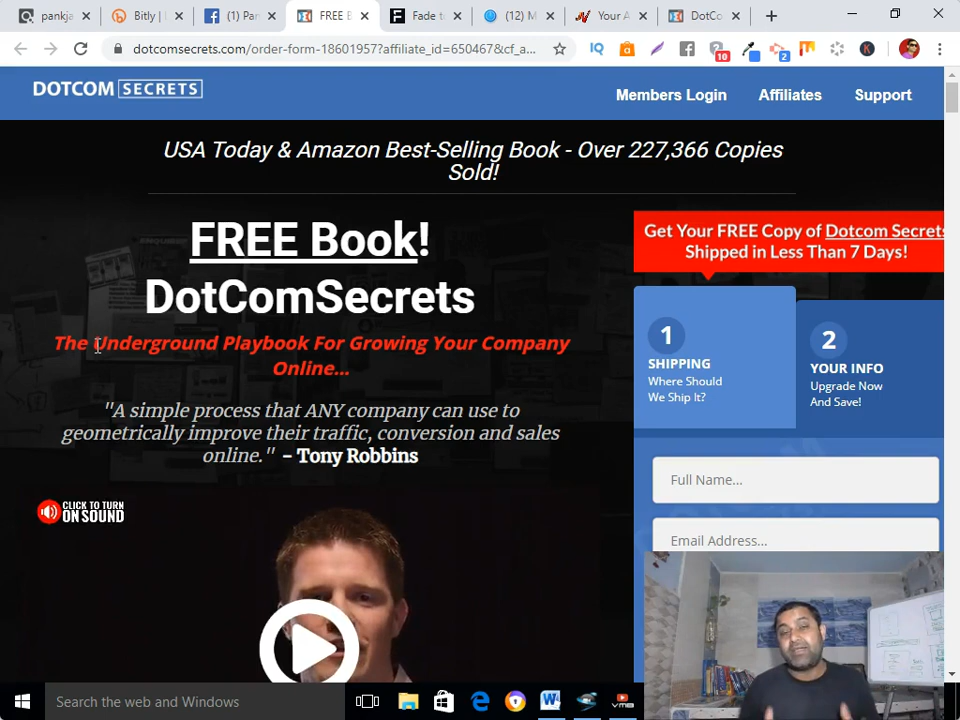 pankja
Bitly |
(1) Pan
FREE B
Fade to
(12) M
Your A
DotCo
dotcomsecrets.com/order-form-18601957?affiliate_id=650467&cf_a...
IQ
10
2
K
DOTCOM SECRETS
Members Login
Affiliates
Support
USA Today & Amazon Best-Selling Book - Over 227,366 Copies
Sold!
FREE Book!
DotComSecrets
The Underground Playbook For Growing Your Company
Online...
"A simple process that ANY company can use to
geometrically improve their traffic, conversion and sales
online." - Tony Robbins
CLICK TO TURN
ON SOUND
Get Your FREE Copy of Dotcom Secrets
Shipped in Less Than 7 Days!
1
SHIPPING
Where Should
We Ship It?
2
YOUR INFO
Upgrade Now
And Save!
Full Name...
Email Address...
Search the web and Windows